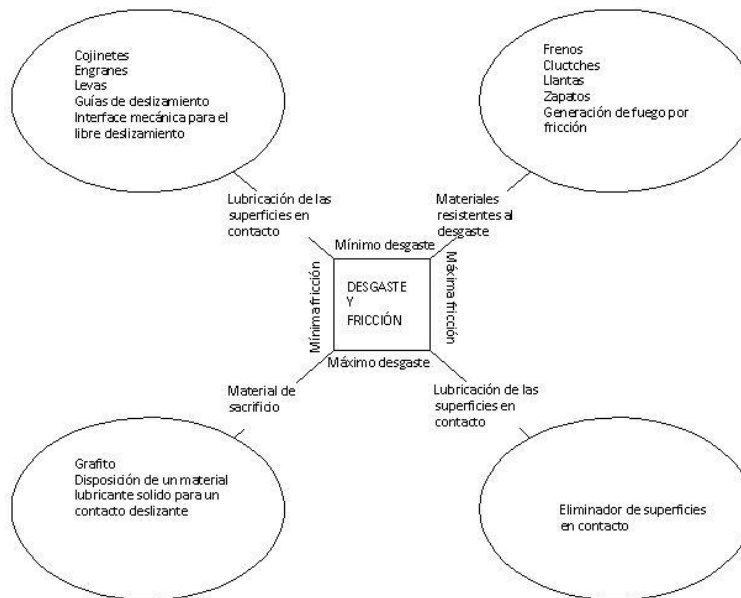 Cojinetes
Engranes
Levas
Guías de deslizamiento
Interface mecánica para el
libre deslizamiento
Frenos
Cluctches
Llantas
Zapatos
Generación de fuego por
fricción
Lubricación de las
superficies en
contacto
Materiales
resistentes al
desgaste
Mínimo desgaste
Mínima fricción
DESGASTE
Y
FRICCIÓN
Máxima fricción
Máximo desgaste
Material de
sacrificio
Lubricación de las
superficies en
contacto
Grafito
Disposición de un material
lubricante solido para un
contacto deslizante
Eliminador de superficies
en contacto